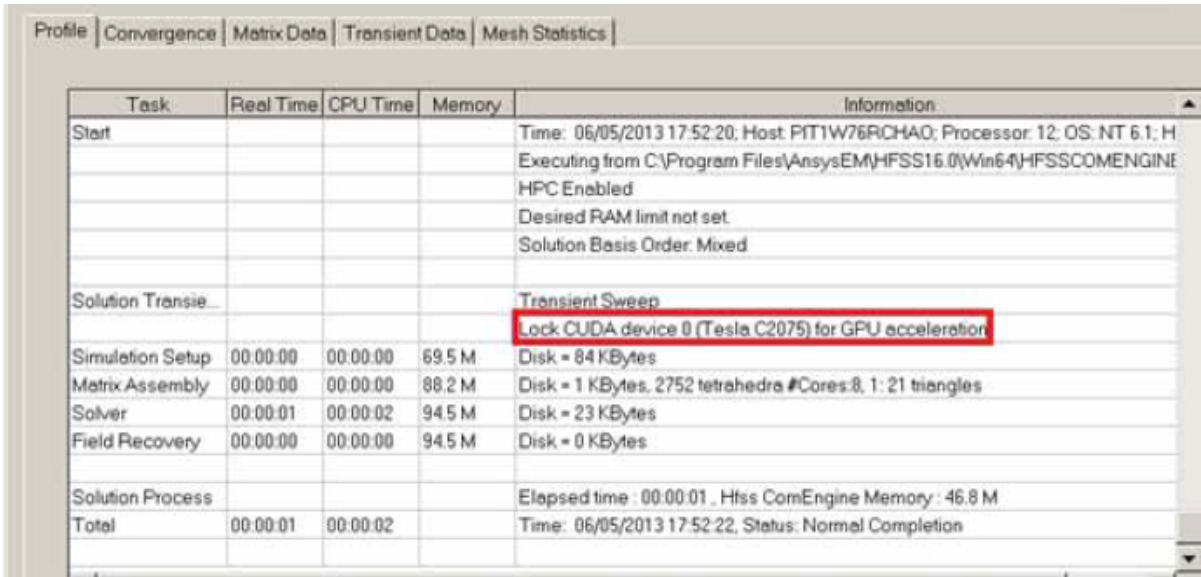 Profile Convergence Matrix Data Transient Data Mesh Statistics
Task Real Time CPU Time Memory Information
Start Time: 06/05/2013 17:52:20; Host: PIT1W76RCHAO; Processor: 12; OS: NT 6.1; H
Executing from C:\Program Files\AnsysEM\HFSS16.0\Win64\HFSSCOMENGINE
HPC Enabled
Desired RAM limit not set.
Solution Basis Order: Mixed
Solution Transie... Transient Sweep
Lock CUDA device 0 (Tesla C2075) for GPU acceleration
Simulation Setup 00:00:00 00:00:00 69.5 M Disk = 84 KBytes
Matrix Assembly 00:00:00 00:00:00 88.2 M Disk = 1 KBytes, 2752 tetrahedra #Cores:8, 1: 21 triangles
Solver 00:00:01 00:00:02 94.5 M Disk = 23 KBytes
Field Recovery 00:00:00 00:00:00 94.5 M Disk = 0 KBytes
Solution Process Elapsed time : 00:00:01 , Hfss ComEngine Memory : 46.8 M
Total 00:00:01 00:00:02 Time: 06/05/2013 17:52:22, Status: Normal Completion